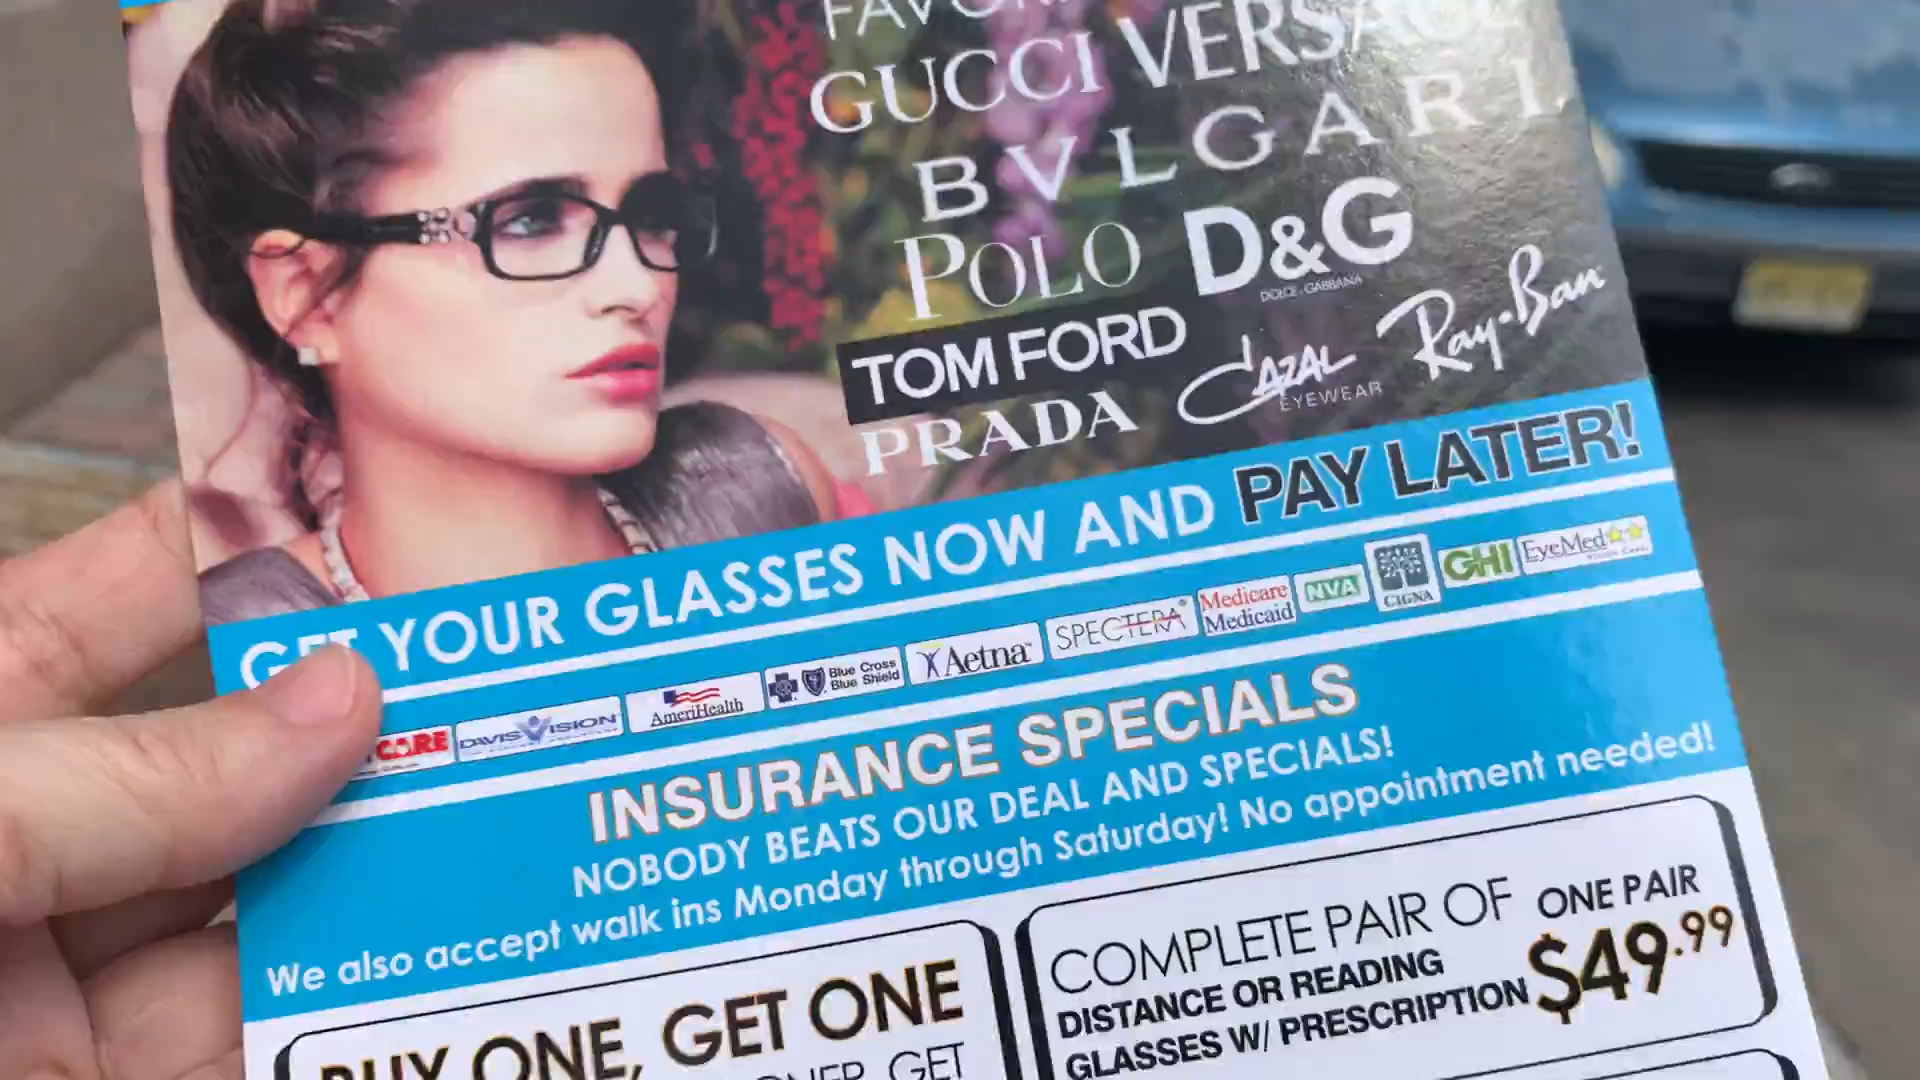 GUCCI VERSACE
BVLGARI
POLO D&G
DOLCE & GABBANA
TOM FORD
CAZAL
EYEWEAR
Ray-Ban
PRADA
GET YOUR GLASSES NOW AND PAY LATER!
DAVIS VISION
AmeriHealth
Blue Cross
Blue Shield
Aetna
SPECTERA
Medicare
Medicaid
NVA
CIGNA
GHI
EyeMed
INSURANCE SPECIALS
NOBODY BEATS OUR DEAL AND SPECIALS!
We also accept walk ins Monday through Saturday! No appointment needed!
BUY ONE, GET ONE
GET
COMPLETE PAIR OF
DISTANCE OR READING
GLASSES W/ PRESCRIPTION
ONE PAIR
$49.99